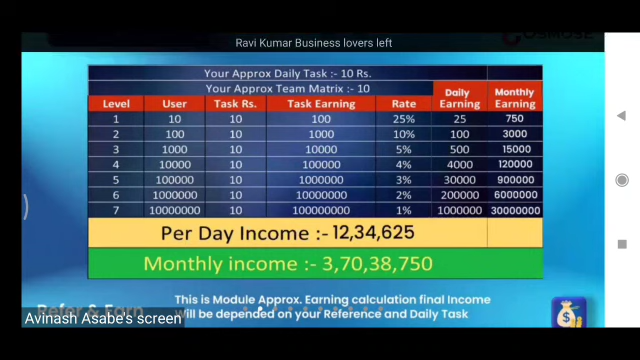 Ravi Kumar Business lovers left
COSMOSE
Your Approx Daily Task :- 10 Rs.
Your Approx Team Matrix :- 10
Level User Task Rs. Task Earning Rate Daily Earning Monthly Earning
1 10 10 100 25% 25 750
2 100 10 1000 10% 100 3000
3 1000 10 10000 5% 500 15000
4 10000 10 100000 4% 4000 120000
5 100000 10 1000000 3% 30000 900000
6 1000000 10 10000000 2% 200000 6000000
7 10000000 10 100000000 1% 1000000 30000000
Per Day Income :- 12,34,625
Monthly income :- 3,70,38,750
Refer & Earn
This is Module Approx. Earning calculation final Income
will be depended on your Reference and Daily Task
Avinash Asabe's screen